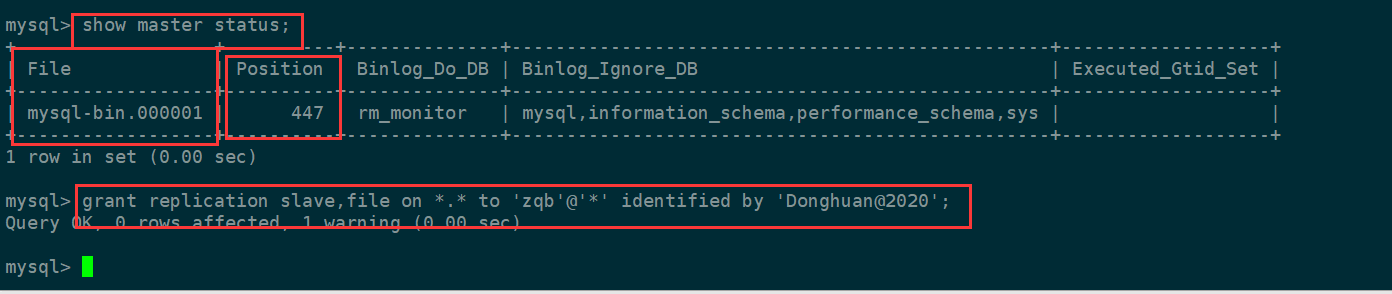 mysql> show master status;
+------------------+----------+--------------+-------------------------------------------------+-------------------+
| File | Position | Binlog_Do_DB | Binlog_Ignore_DB | Executed_Gtid_Set |
+------------------+----------+--------------+-------------------------------------------------+-------------------+
| mysql-bin.000001 | 447 | rm_monitor | mysql,information_schema,performance_schema,sys | |
+------------------+----------+--------------+-------------------------------------------------+-------------------+
1 row in set (0.00 sec)
mysql> grant replication slave,file on *.* to 'zqb'@'*' identified by 'Donghuan@2020';
Query OK, 0 rows affected, 1 warning (0.00 sec)
mysql>